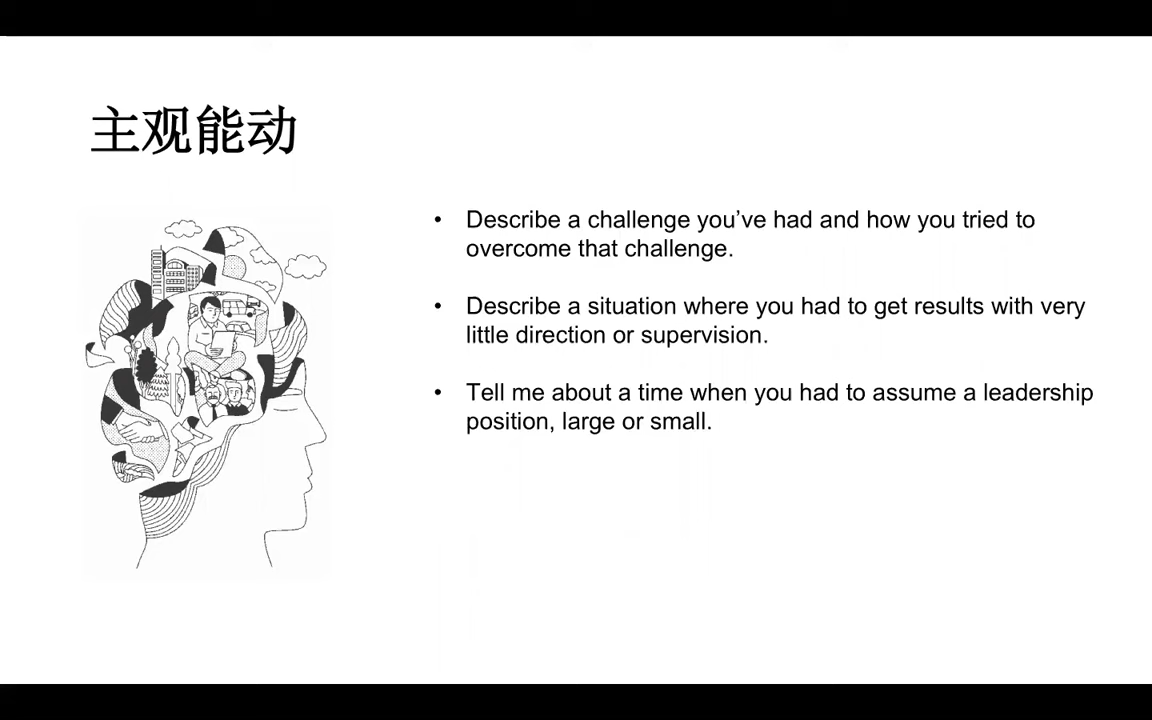 主观能动
• Describe a challenge you’ve had and how you tried to
overcome that challenge.
• Describe a situation where you had to get results with very
little direction or supervision.
• Tell me about a time when you had to assume a leadership
position, large or small.